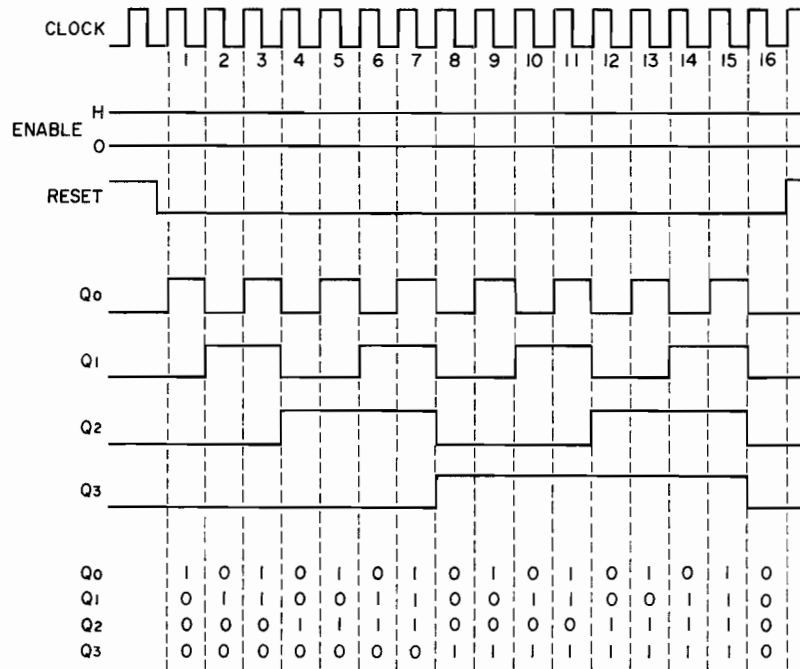 CLOCK
1 2 3 4 5 6 7 8 9 10 11 12 13 14 15 16
H
ENABLE
O
RESET
Q0
Q1
Q2
Q3
Q0 1 0 1 0 1 0 1 0 1 0 1 0 1 0 1 0
Q1 0 1 1 0 0 1 1 0 0 1 1 0 0 1 1 0
Q2 0 0 0 1 1 1 1 0 0 0 0 1 1 1 1 0
Q3 0 0 0 0 0 0 0 1 1 1 1 1 1 1 1 0